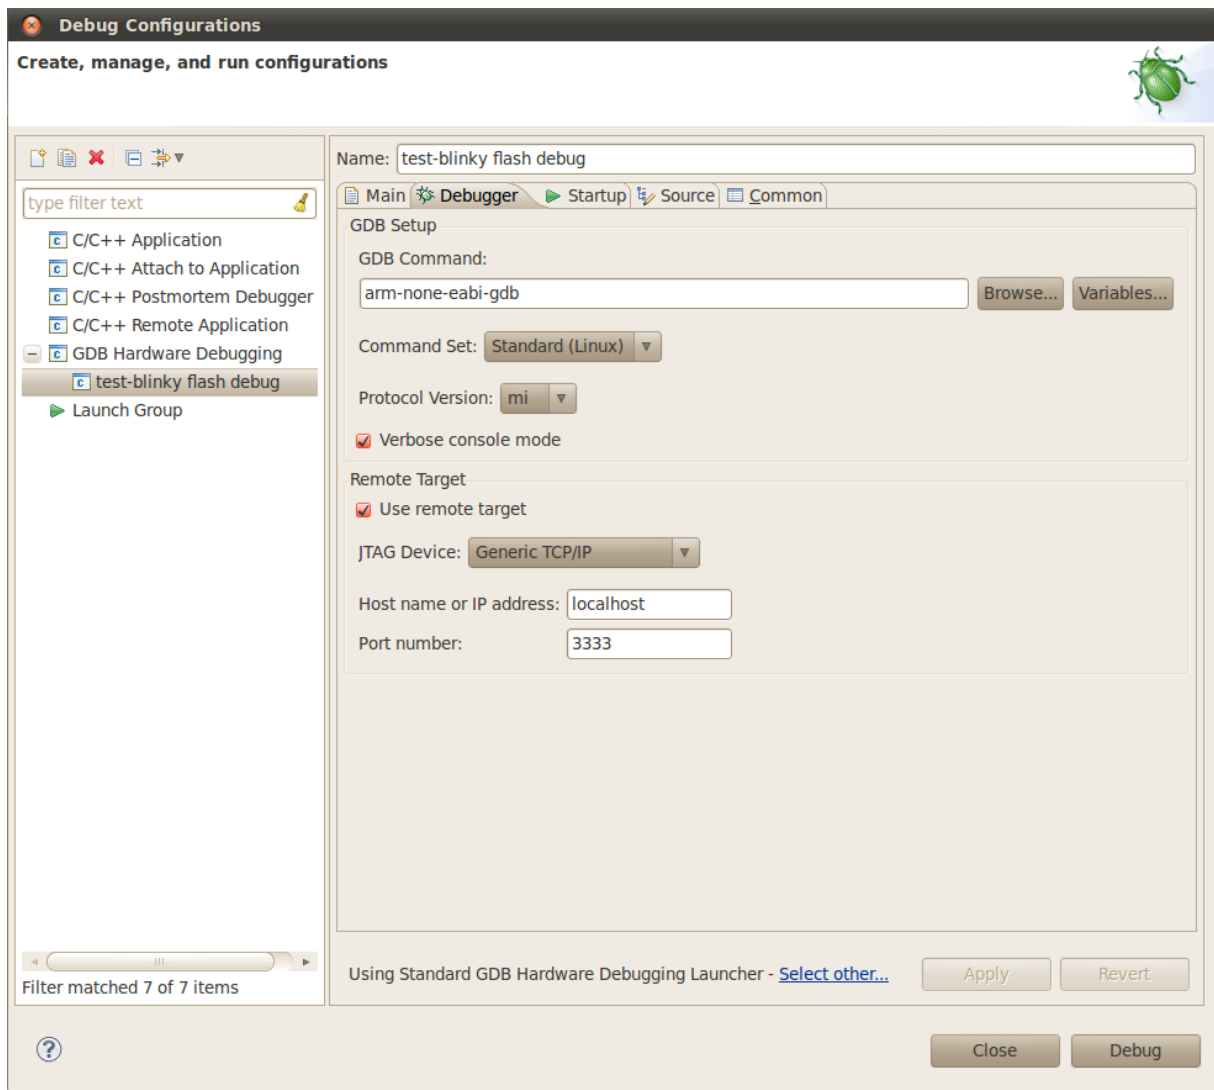 Debug Configurations
Create, manage, and run configurations
type filter text
C/C++ Application
C/C++ Attach to Application
C/C++ Postmortem Debugger
C/C++ Remote Application
GDB Hardware Debugging
test-blinky flash debug
Launch Group
Filter matched 7 of 7 items
Name: test-blinky flash debug
Main Debugger Startup Source Common
GDB Setup
GDB Command:
arm-none-eabi-gdb Browse... Variables...
Command Set: Standard (Linux)
Protocol Version: mi
Verbose console mode
Remote Target
Use remote target
JTAG Device: Generic TCP/IP
Host name or IP address: localhost
Port number: 3333
Using Standard GDB Hardware Debugging Launcher - Select other... Apply Revert
Close Debug